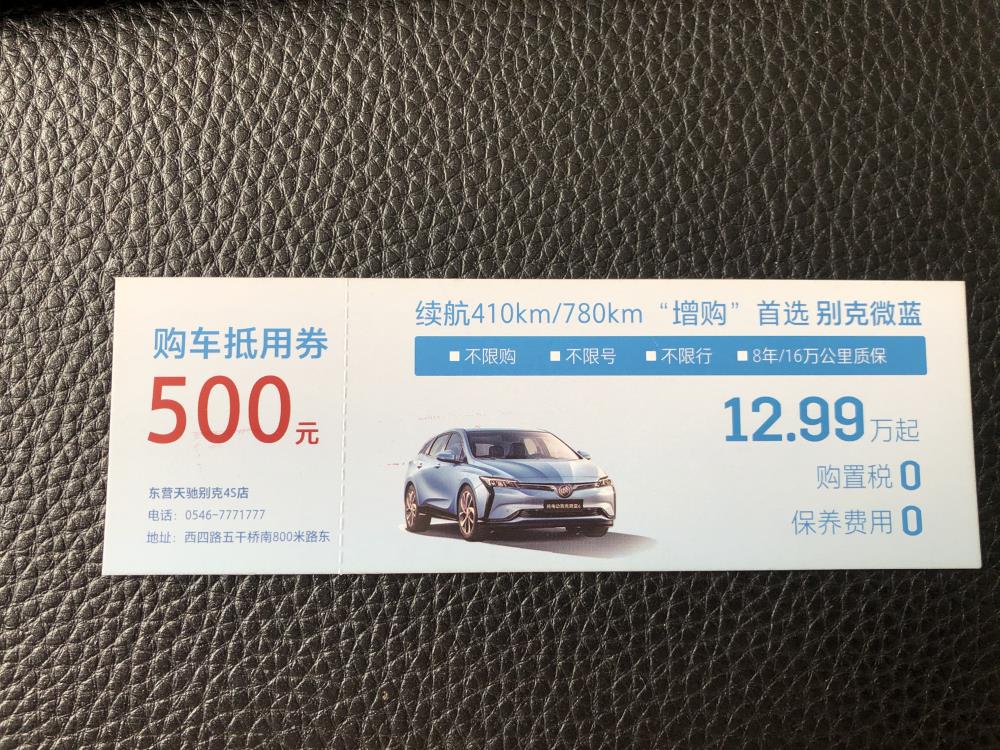 购车抵用券
500元
东营天驰别克4S店
电话：0546-7771777
地址：西四路五干桥南800米路东
续航410km/780km“增购”首选 别克微蓝
■不限购 ■不限号 ■不限行 ■8年/16万公里质保
12.99万起
购置税0
保养费用0